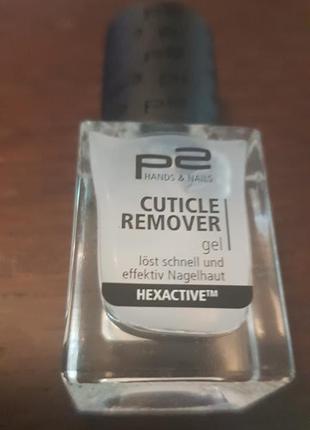 P2
HANDS & NAILS
CUTICLE
REMOVER
gel
löst schnell und
effektiv Nagelhaut
HEXACTIVE™